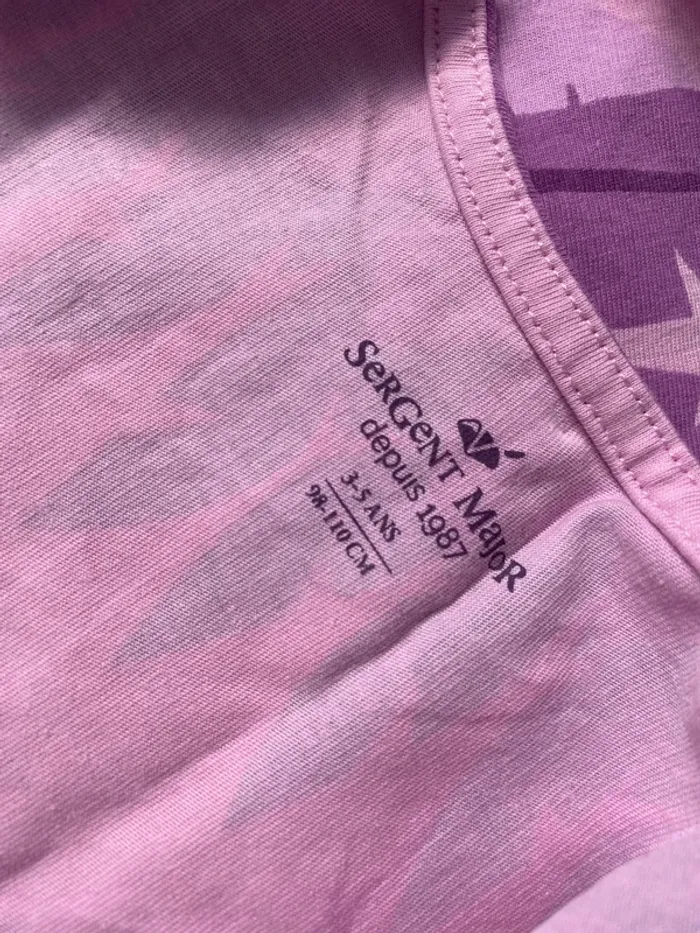 SeRGeNT MaJoR
depuis 1987
3-5 ANS
98-110 CM